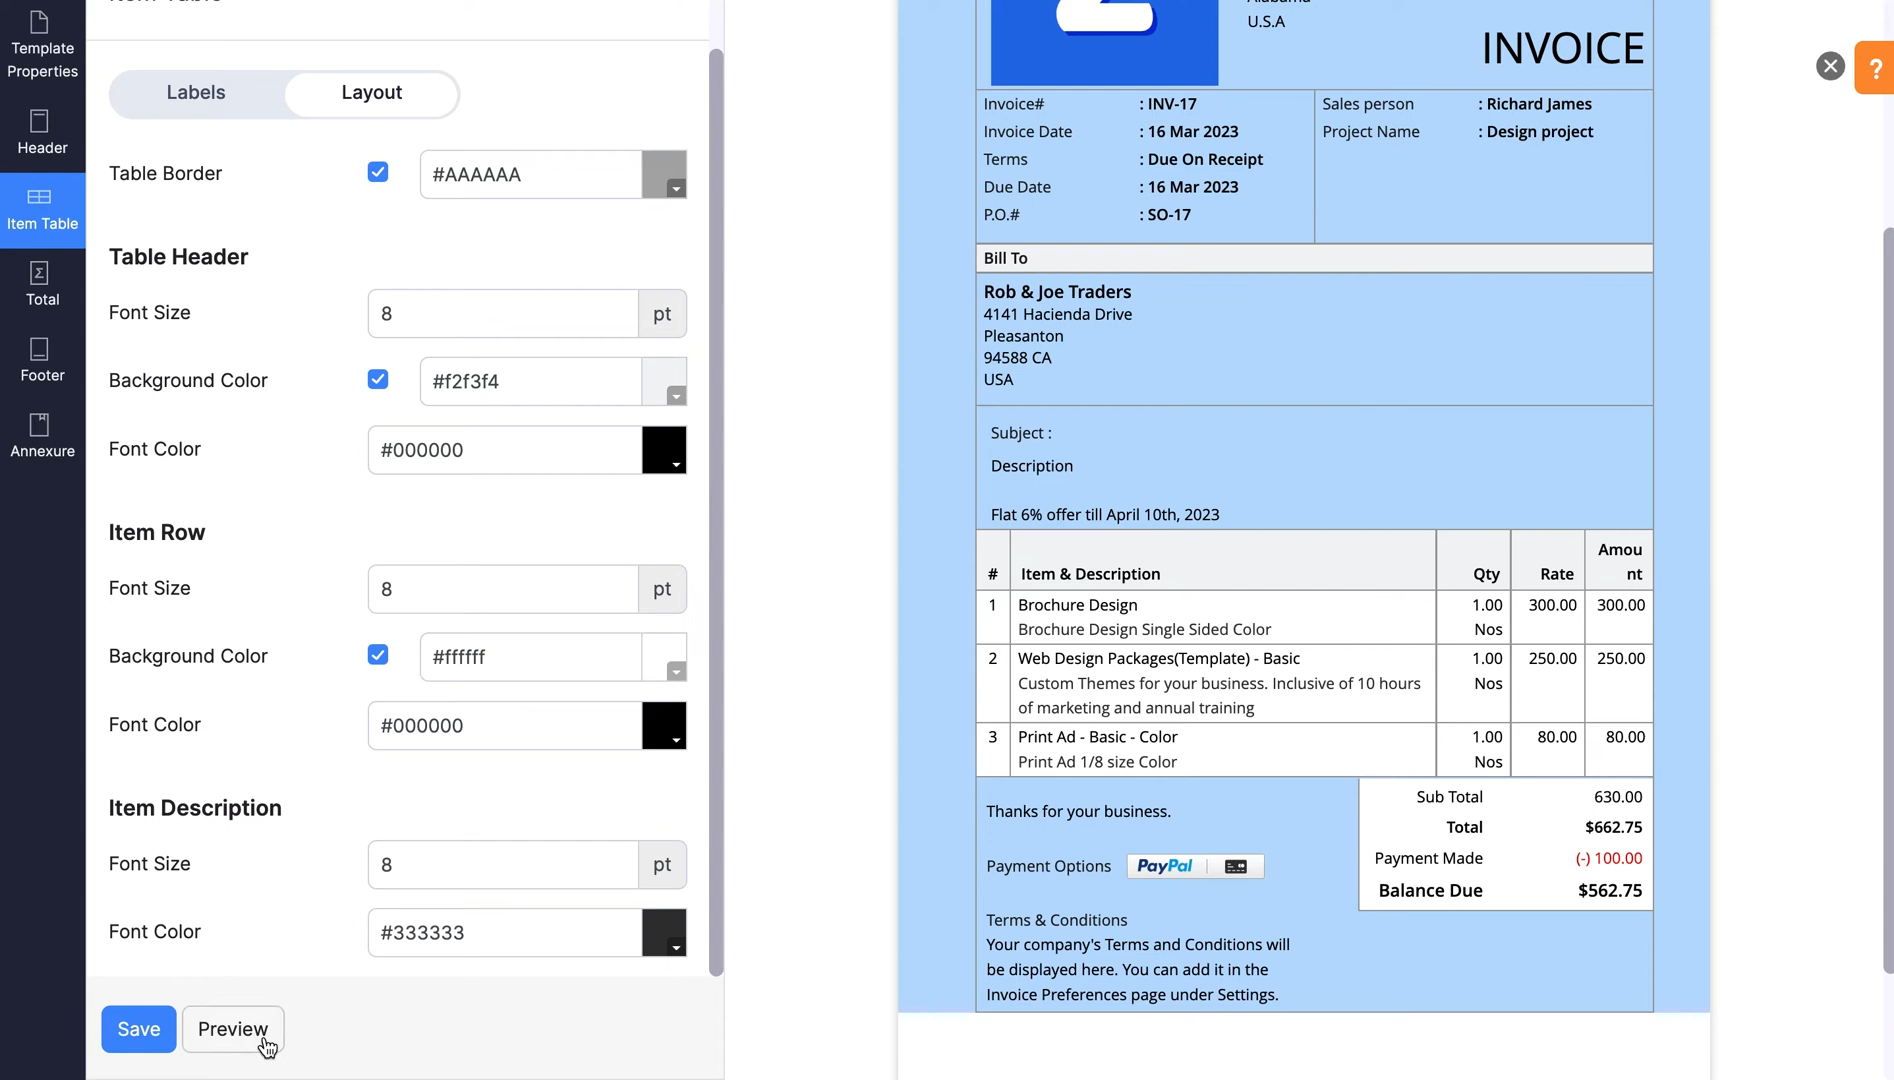 Template
Properties
Header
Item Table
Total
Footer
Annexure
Labels
Layout
Table Border
#AAAAAA
Table Header
Font Size
8
pt
Background Color
#f2f3f4
Font Color
#000000
Item Row
Font Size
8
pt
Background Color
#ffffff
Font Color
#000000
Item Description
Font Size
8
pt
Font Color
#333333
Save
Preview
U.S.A
INVOICE
Invoice# : INV-17
Invoice Date : 16 Mar 2023
Terms : Due On Receipt
Due Date : 16 Mar 2023
P.O.# : SO-17
Sales person : Richard James
Project Name : Design project
Bill To
Rob & Joe Traders
4141 Hacienda Drive
Pleasanton
94588 CA
USA
Subject :
Description
Flat 6% offer till April 10th, 2023
# Item & Description Qty Rate Amou
nt
1 Brochure Design 1.00 300.00 300.00
Brochure Design Single Sided Color Nos
2 Web Design Packages(Template) - Basic 1.00 250.00 250.00
Custom Themes for your business. Inclusive of 10 hours Nos
of marketing and annual training
3 Print Ad - Basic - Color 1.00 80.00 80.00
Print Ad 1/8 size Color Nos
Thanks for your business.
Payment Options PayPal
Sub Total 630.00
Total $662.75
Payment Made (-) 100.00
Balance Due $562.75
Terms & Conditions
Your company's Terms and Conditions will
be displayed here. You can add it in the
Invoice Preferences page under Settings.
?